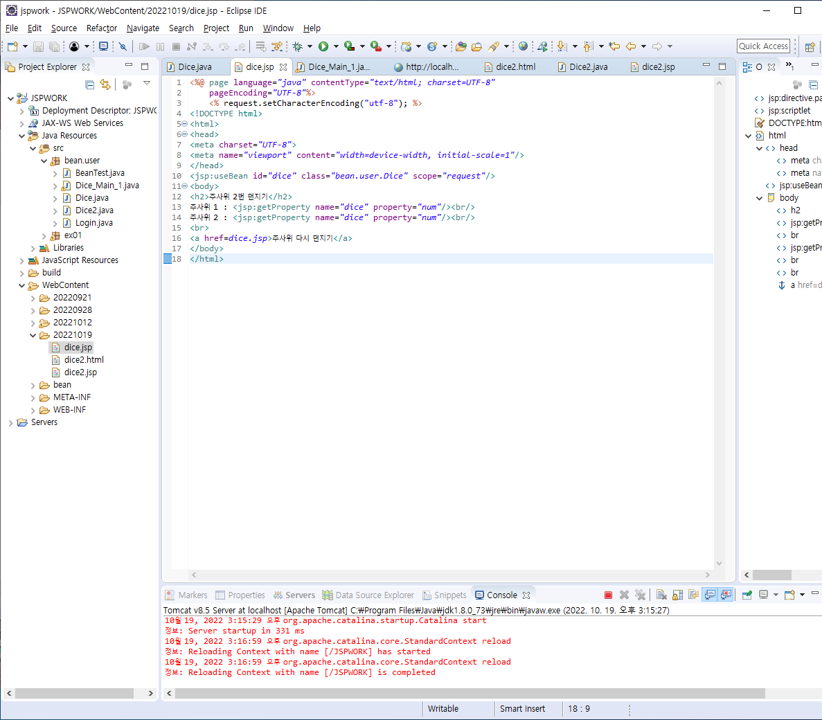 jspwork - JSPWORK/WebContent/20221019/dice.jsp - Eclipse IDE
File Edit Source Refactor Navigate Search Project Run Window Help
Quick Access
Project Explorer
JSPWORK
Deployment Descriptor: JSPWO
JAX-WS Web Services
Java Resources
src
bean.user
BeanTest.java
Dice_Main_1.java
Dice.java
Dice2.java
Login.java
ex01
Libraries
JavaScript Resources
build
WebContent
20220921
20220928
20221012
20221019
dice.jsp
dice2.html
dice2.jsp
bean
META-INF
WEB-INF
Servers
Dice.java dice.jsp Dice_Main_1.ja... http://localh... dice2.html Dice2.java dice2.jsp
1 <%@ page language="java" contentType="text/html; charset=UTF-8"
2 pageEncoding="UTF-8"%>
3 <% request.setCharacterEncoding("utf-8"); %>
4 <!DOCTYPE html>
5 <html>
6 <head>
7 <meta charset="UTF-8">
8 <meta name="viewport" content="width=device-width, initial-scale=1"/>
9 </head>
10 <jsp:useBean id="dice" class="bean.user.Dice" scope="request"/>
11 <body>
12 <h2>주사위 2번 던지기</h2>
13 주사위 1 : <jsp:getProperty name="dice" property="num"/><br/>
14 주사위 2 : <jsp:getProperty name="dice" property="num"/><br/>
15 <br>
16 <a href=dice.jsp>주사위 다시 던지기</a>
17 </body>
18 </html>
O
jsp:directive.pa
jsp:scriptlet
DOCTYPE:htm
html
head
meta ch
meta na
jsp:useBean
body
h2
jsp:getP
br
jsp:getP
br
br
a href=d
Markers Properties Servers Data Source Explorer Snippets Console
Tomcat v8.5 Server at localhost [Apache Tomcat] C:₩Program Files₩Java₩jdk1.8.0_73₩jre₩bin₩javaw.exe (2022. 10. 19. 오후 3:15:27)
10월 19, 2022 3:15:29 오후 org.apache.catalina.startup.Catalina start
정보: Server startup in 331 ms
10월 19, 2022 3:16:59 오후 org.apache.catalina.core.StandardContext reload
정보: Reloading Context with name [/JSPWORK] has started
10월 19, 2022 3:16:59 오후 org.apache.catalina.core.StandardContext reload
정보: Reloading Context with name [/JSPWORK] is completed
Writable Smart Insert 18 : 9